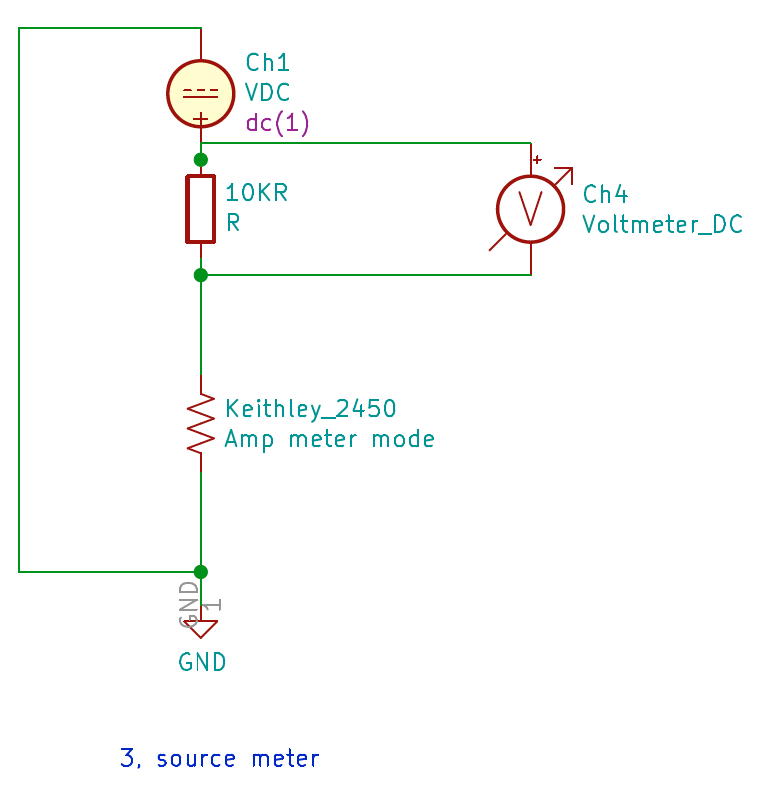 Ch1
VDC
dc(1)
+
10KR
R
+
V
Ch4
Voltmeter_DC
Keithley_2450
Amp meter mode
GND
1
GND
3, source meter